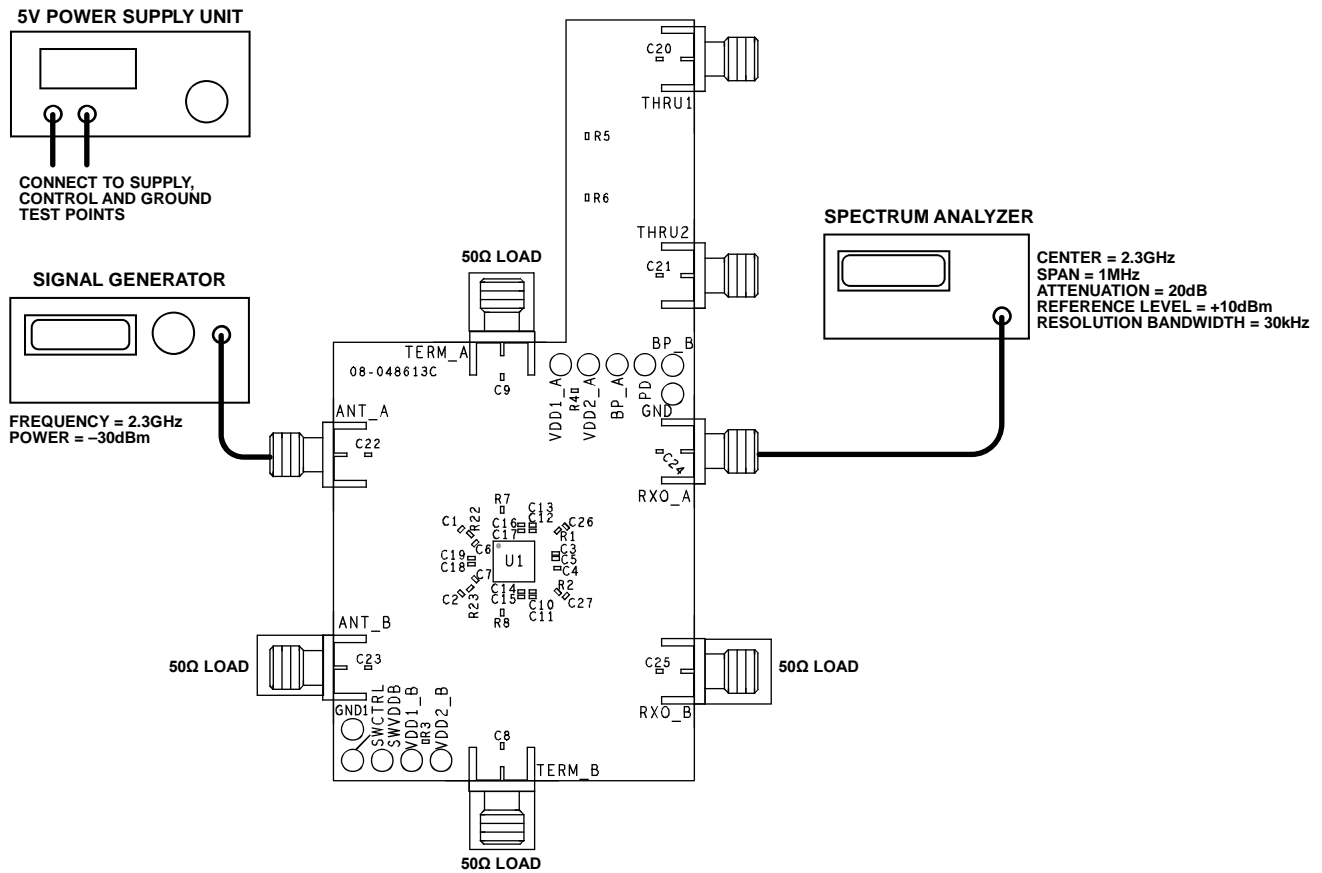 5V POWER SUPPLY UNIT
CONNECT TO SUPPLY,
CONTROL AND GROUND
TEST POINTS
SIGNAL GENERATOR
FREQUENCY = 2.3GHz
POWER = –30dBm
SPECTRUM ANALYZER
CENTER = 2.3GHz
SPAN = 1MHz
ATTENUATION = 20dB
REFERENCE LEVEL = +10dBm
RESOLUTION BANDWIDTH = 30kHz
C20
THRU1
R5
R6
THRU2
C21
50Ω LOAD
TERM_A
08-048613C
C9
BP_B
VDD1_A
R4
VDD2_A
BP_A
PD
GND
ANT_A
C22
C24
RXO_A
R7
C1
R22
C16
C17
C13
C12
C26
R1
C6
C19
C18
U1
C3
C5
C4
C7
C2
R23
C14
C15
C10
C11
R2
C27
R8
ANT_B
50Ω LOAD
C23
C25
50Ω LOAD
RXO_B
GND1
SWCTRL
SWVDDB
VDD1_B
R3
VDD2_B
C8
TERM_B
50Ω LOAD